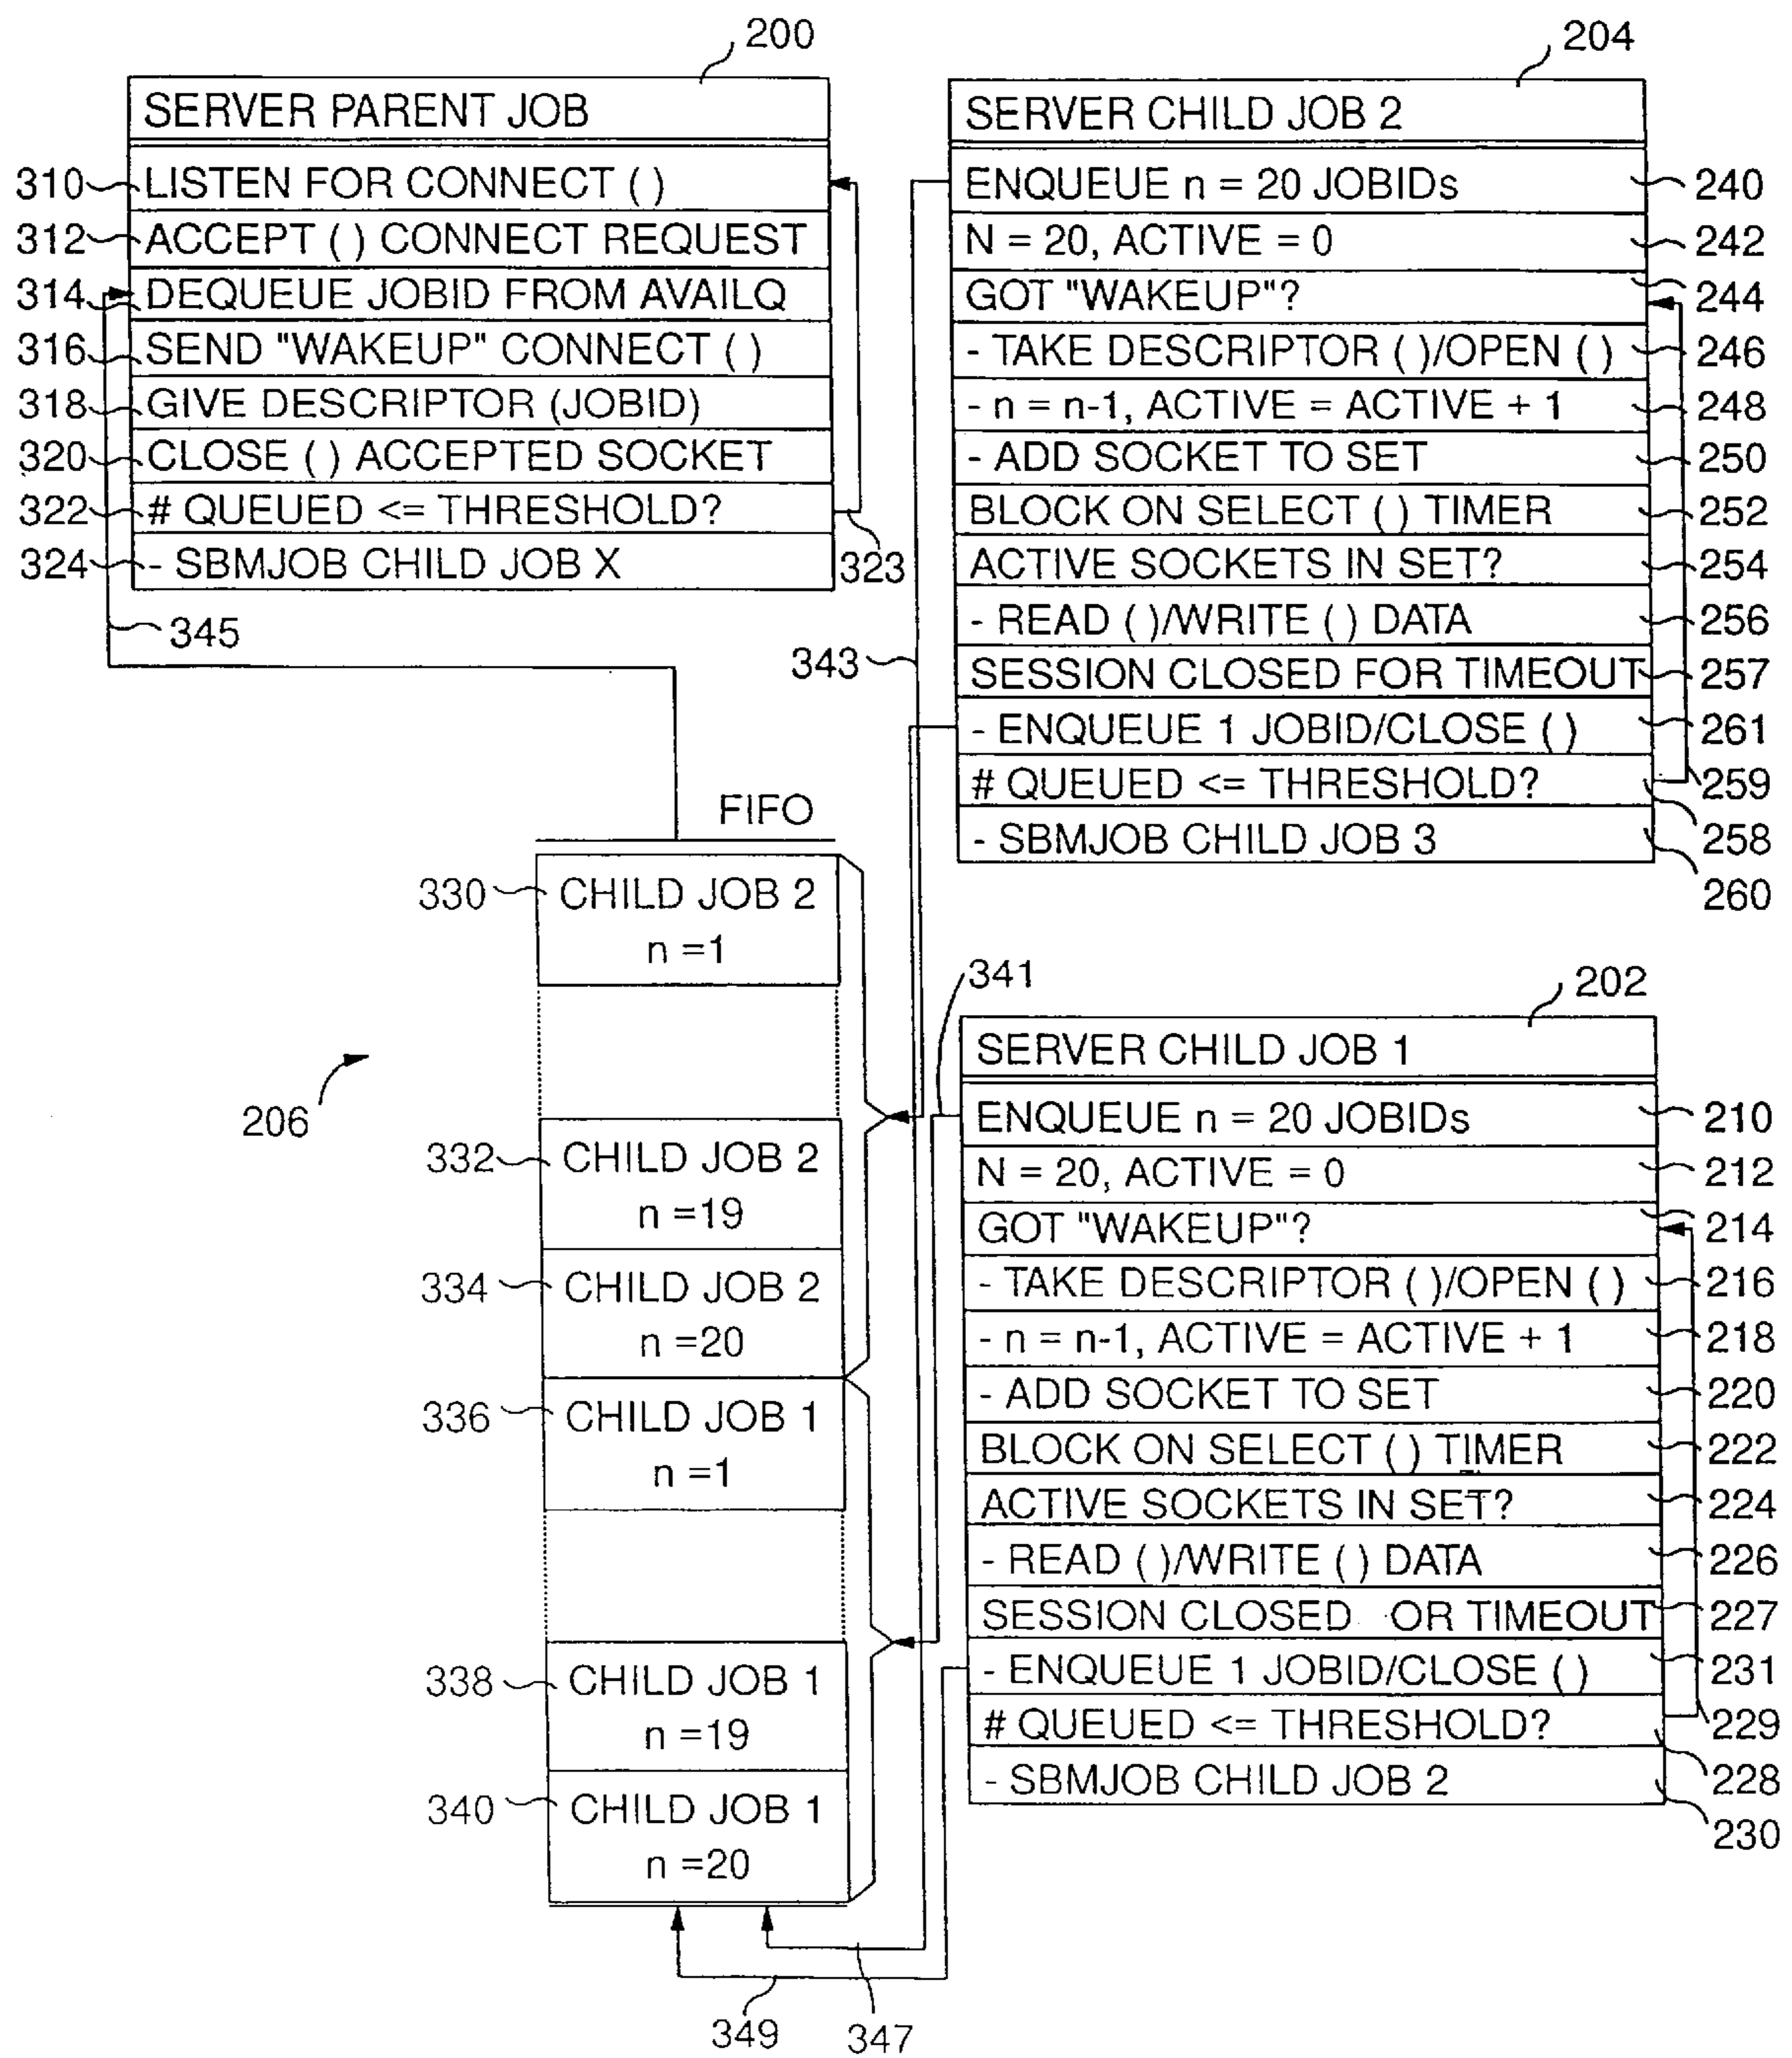 200
SERVER PARENT JOB
310 LISTEN FOR CONNECT ( )
312 ACCEPT ( ) CONNECT REQUEST
314 DEQUEUE JOBID FROM AVAILQ
316 SEND "WAKEUP" CONNECT ( )
318 GIVE DESCRIPTOR (JOBID)
320 CLOSE ( ) ACCEPTED SOCKET
322 # QUEUED <= THRESHOLD?
324 - SBMJOB CHILD JOB X
323
345
204
SERVER CHILD JOB 2
ENQUEUE n = 20 JOBIDs 240
N = 20, ACTIVE = 0 242
GOT "WAKEUP"? 244
- TAKE DESCRIPTOR ( )/OPEN ( ) 246
- n = n-1, ACTIVE = ACTIVE + 1 248
- ADD SOCKET TO SET 250
BLOCK ON SELECT ( ) TIMER 252
ACTIVE SOCKETS IN SET? 254
- READ ( )/WRITE ( ) DATA 256
SESSION CLOSED FOR TIMEOUT 257
- ENQUEUE 1 JOBID/CLOSE ( ) 261
# QUEUED <= THRESHOLD? 259
- SBMJOB CHILD JOB 3 258
260
343
FIFO
330 CHILD JOB 2
n =1
206
332 CHILD JOB 2
n =19
334 CHILD JOB 2
n =20
336 CHILD JOB 1
n =1
338 CHILD JOB 1
n =19
340 CHILD JOB 1
n =20
341
202
SERVER CHILD JOB 1
ENQUEUE n = 20 JOBIDs 210
N = 20, ACTIVE = 0 212
GOT "WAKEUP"? 214
- TAKE DESCRIPTOR ( )/OPEN ( ) 216
- n = n-1, ACTIVE = ACTIVE + 1 218
- ADD SOCKET TO SET 220
BLOCK ON SELECT ( ) TIMER 222
ACTIVE SOCKETS IN SET? 224
- READ ( )/WRITE ( ) DATA 226
SESSION CLOSED OR TIMEOUT 227
- ENQUEUE 1 JOBID/CLOSE ( ) 231
# QUEUED <= THRESHOLD? 229
- SBMJOB CHILD JOB 2 228
230
349
347